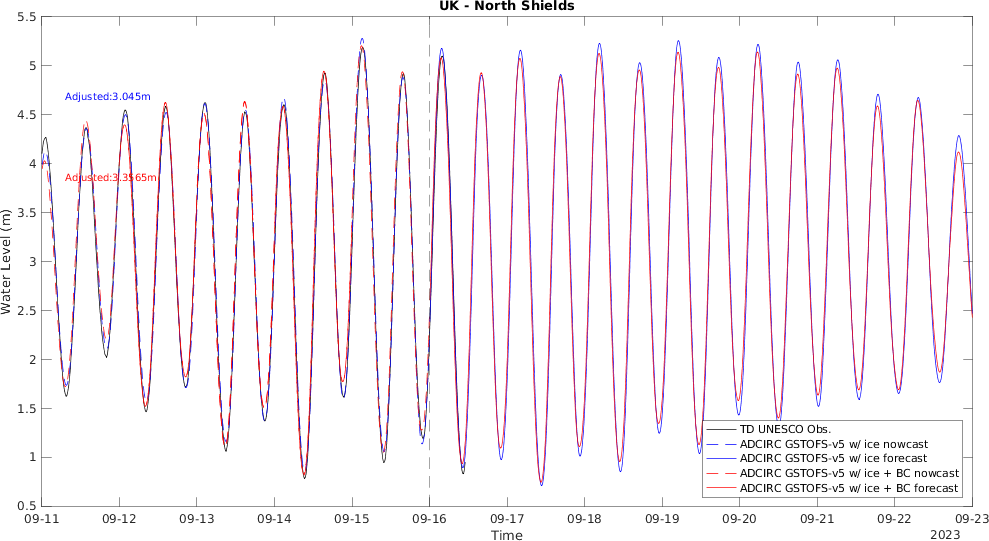 UK - North Shields
5.5
5
4.5
4
3.5
3
2.5
2
1.5
1
0.5
Water Level (m)
Adjusted:3.045m
Adjusted:3.3565m
TD UNESCO Obs.
ADCIRC GSTOFS-v5 w/ ice nowcast
ADCIRC GSTOFS-v5 w/ ice forecast
ADCIRC GSTOFS-v5 w/ ice + BC nowcast
ADCIRC GSTOFS-v5 w/ ice + BC forecast
09-11 09-12 09-13 09-14 09-15 09-16 09-17 09-18 09-19 09-20 09-21 09-22 09-23
Time
2023